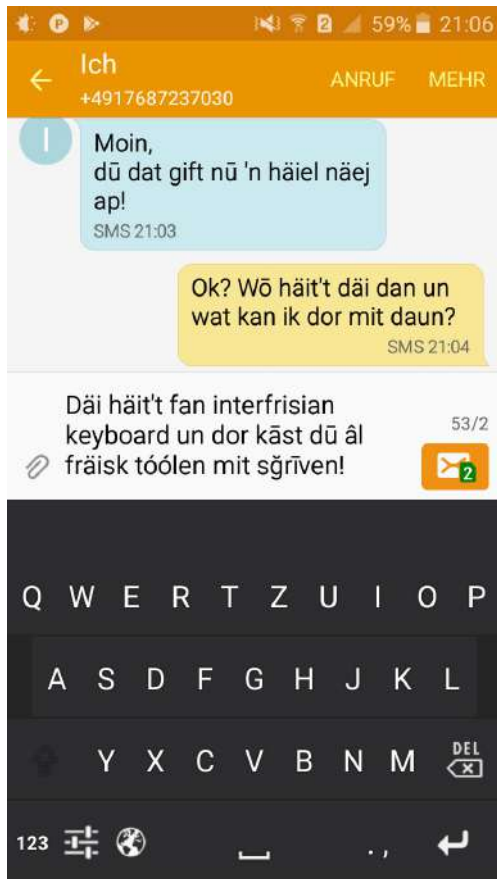 P 2 59% 21:06
Ich
+4917687237030
ANRUF MEHR
I
Moin,
dū dat gift nū 'n häiel näej
ap!
SMS 21:03
Ok? Wō häit't däi dan un
wat kan ik dor mit daun?
SMS 21:04
Däi häit't fan interfrisian
keyboard un dor kāst dū âl
fräisk tóólen mit sğrīven!
53/2
2
Q W E R T Z U I O P
A S D F G H J K L
Y X C V B N M DEL
123 . ,